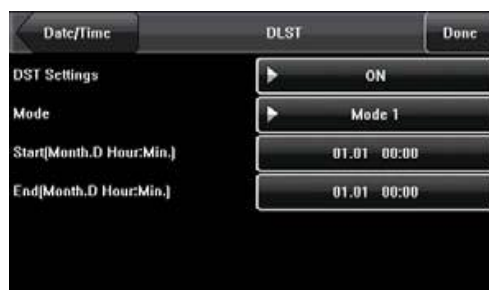 Date/Time DLST Done
DST Settings ON
Mode Mode 1
Start(Month.D Hour:Min.) 01.01 00:00
End(Month.D Hour:Min.) 01.01 00:00